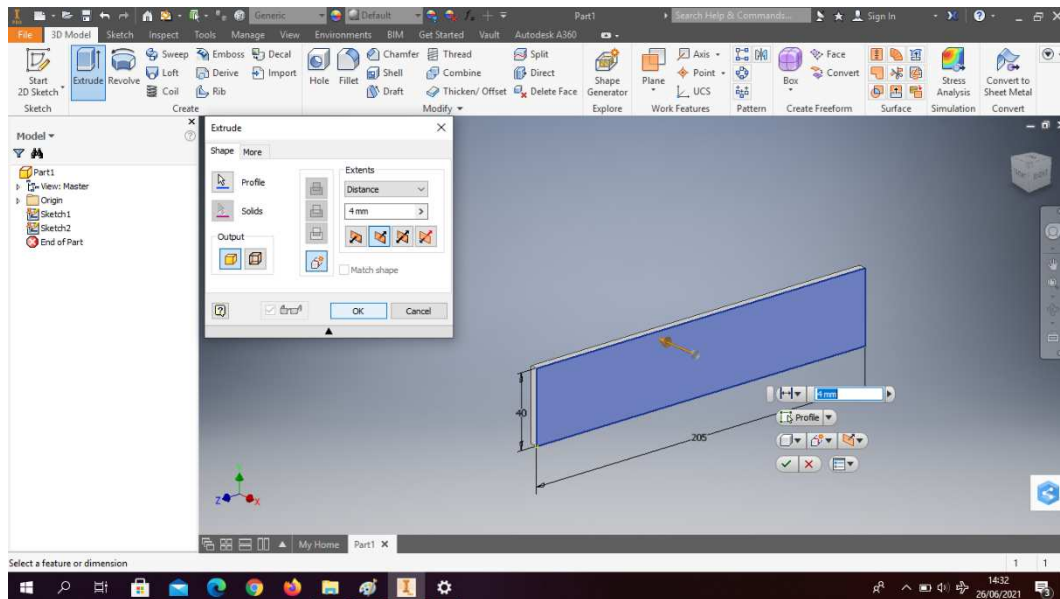 PRO
Generic
Default
Part1
Search Help & Commands...
Sign In
File 3D Model Sketch Inspect Tools Manage View Environments BIM Get Started Vault Autodesk A360
Start 2D Sketch
Extrude
Revolve
Sweep
Loft
Coil
Emboss
Derive
Rib
Decal
Import
Hole
Fillet
Chamfer
Shell
Draft
Thread
Combine
Thicken/ Offset
Split
Direct
Delete Face
Shape Generator
Plane
Axis
Point
UCS
Box
Face
Convert
Stress Analysis
Convert to Sheet Metal
Sketch Create Modify Explore Work Features Pattern Create Freeform Surface Simulation Convert
Model
Part1
View: Master
Origin
Sketch1
Sketch2
End of Part
Extrude
Shape More
Profile
Solids
Output
Extents
Distance
4 mm
Match shape
OK Cancel
40
205
4 mm
Profile
Z X
My Home Part1
Select a feature or dimension
1 1
14:32
26/06/2021